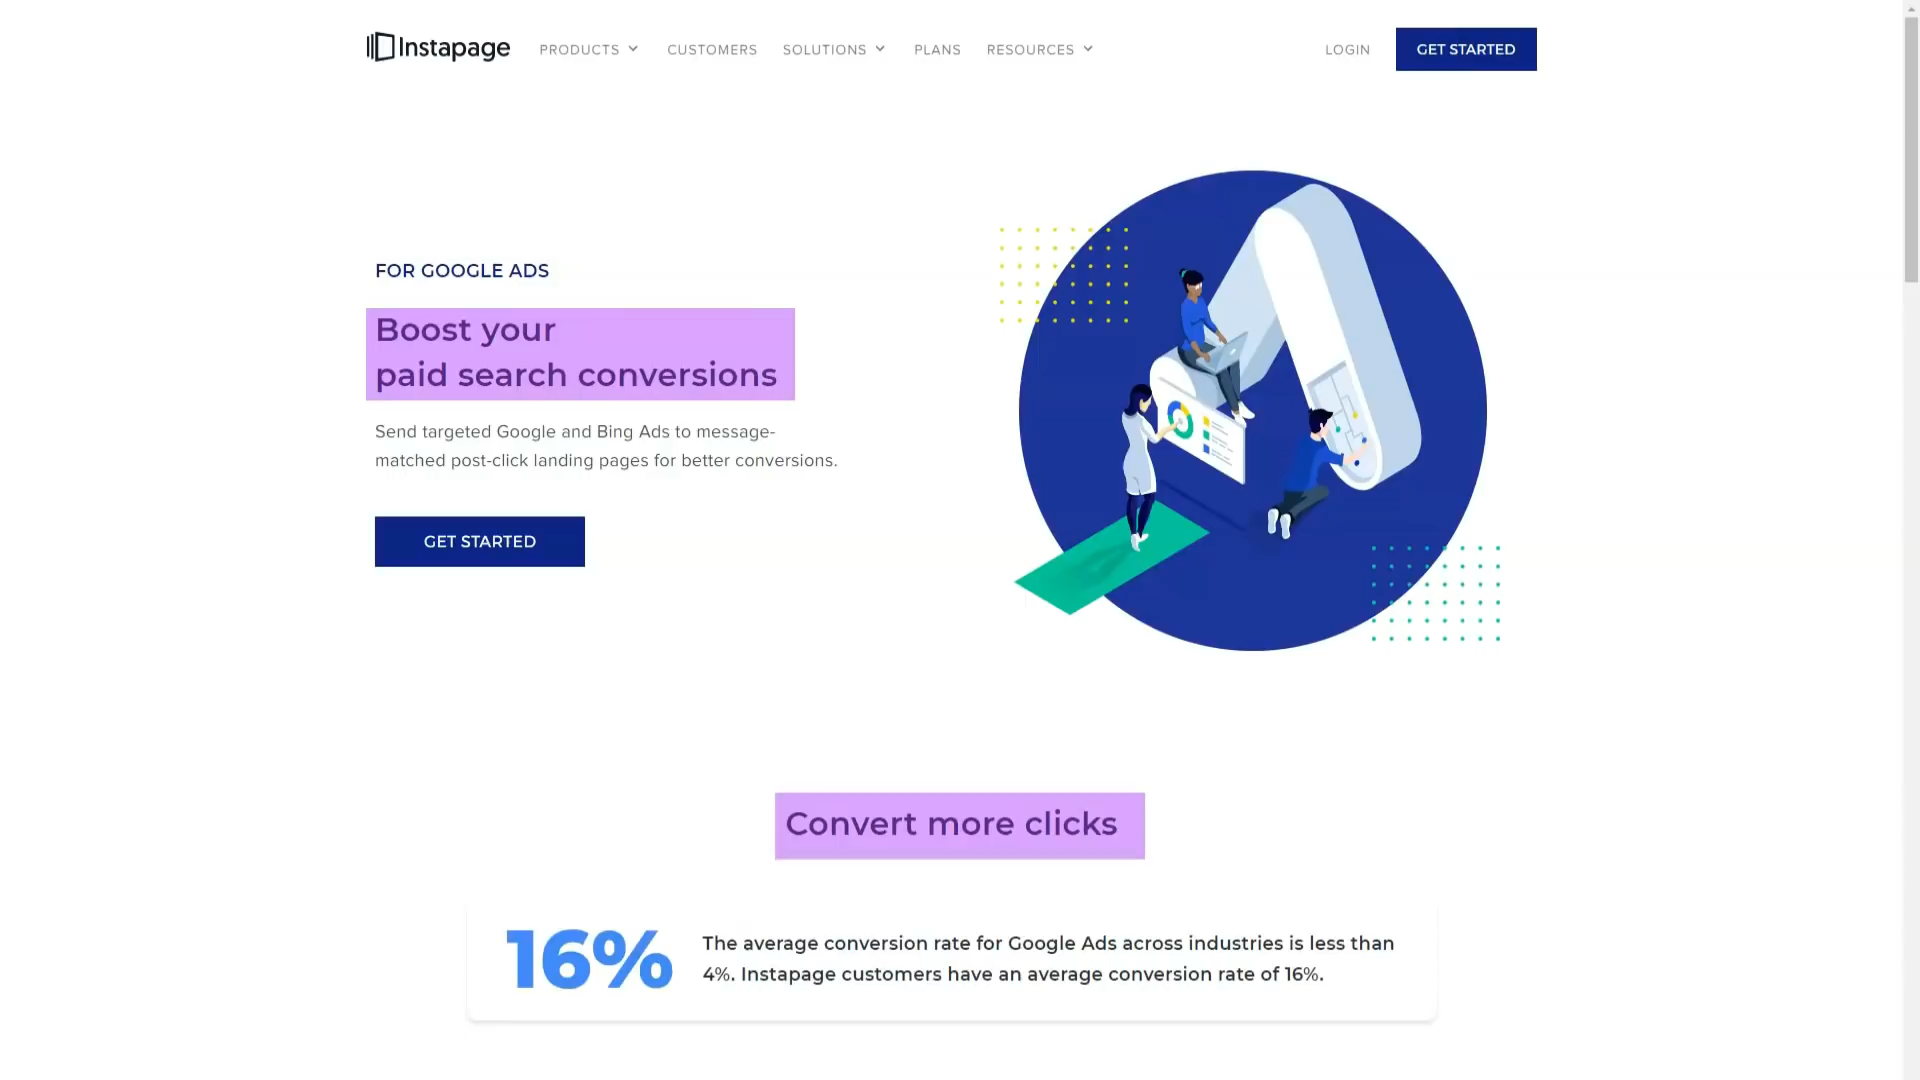 Instapage
PRODUCTS
CUSTOMERS
SOLUTIONS
PLANS
RESOURCES
LOGIN
GET STARTED
FOR GOOGLE ADS
Boost your
paid search conversions
Send targeted Google and Bing Ads to message-
matched post-click landing pages for better conversions.
GET STARTED
Convert more clicks
16%
The average conversion rate for Google Ads across industries is less than
4%. Instapage customers have an average conversion rate of 16%.